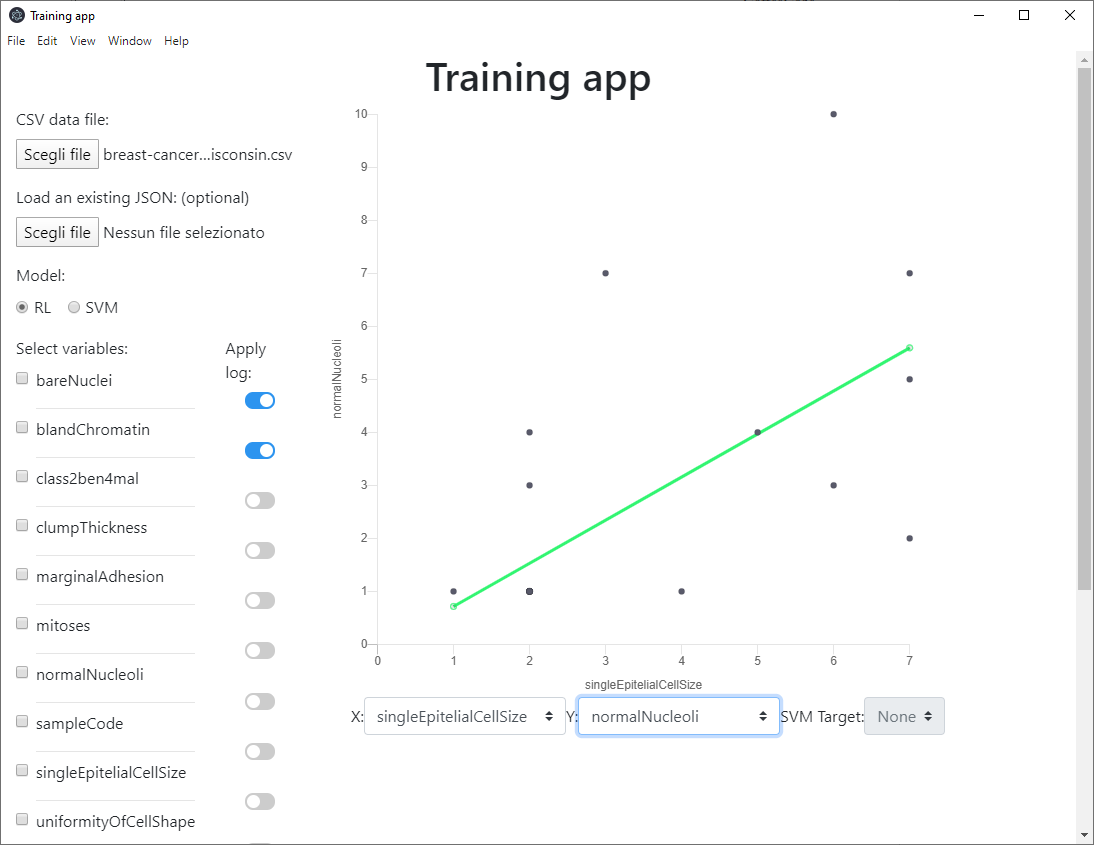 Training app
File Edit View Window Help
Training app
CSV data file:
Scegli file breast-cancer...isconsin.csv
Load an existing JSON: (optional)
Scegli file Nessun file selezionato
Model:
RL SVM
Select variables:
Apply
log:
bareNuclei
blandChromatin
class2ben4mal
clumpThickness
marginalAdhesion
mitoses
normalNucleoli
sampleCode
singleEpitelialCellSize
uniformityOfCellShape
10
9
8
7
6
5
4
3
2
1
0
normalNucleoli
0 1 2 3 4 5 6 7
singleEpitelialCellSize
X: singleEpitelialCellSize Y: normalNucleoli SVM Target: None